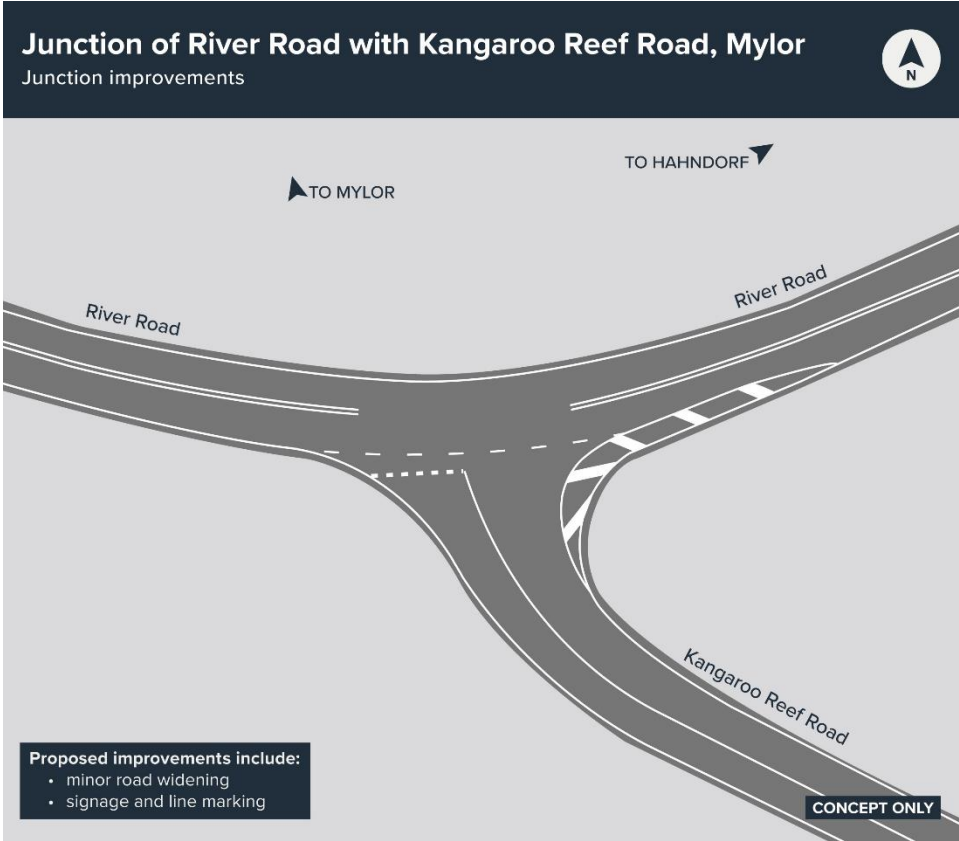 Junction of River Road with Kangaroo Reef Road, Mylor
Junction improvements
N
TO HAHNDORF
TO MYLOR
River Road
River Road
Kangaroo Reef Road
Proposed improvements include:
• minor road widening
• signage and line marking
CONCEPT ONLY